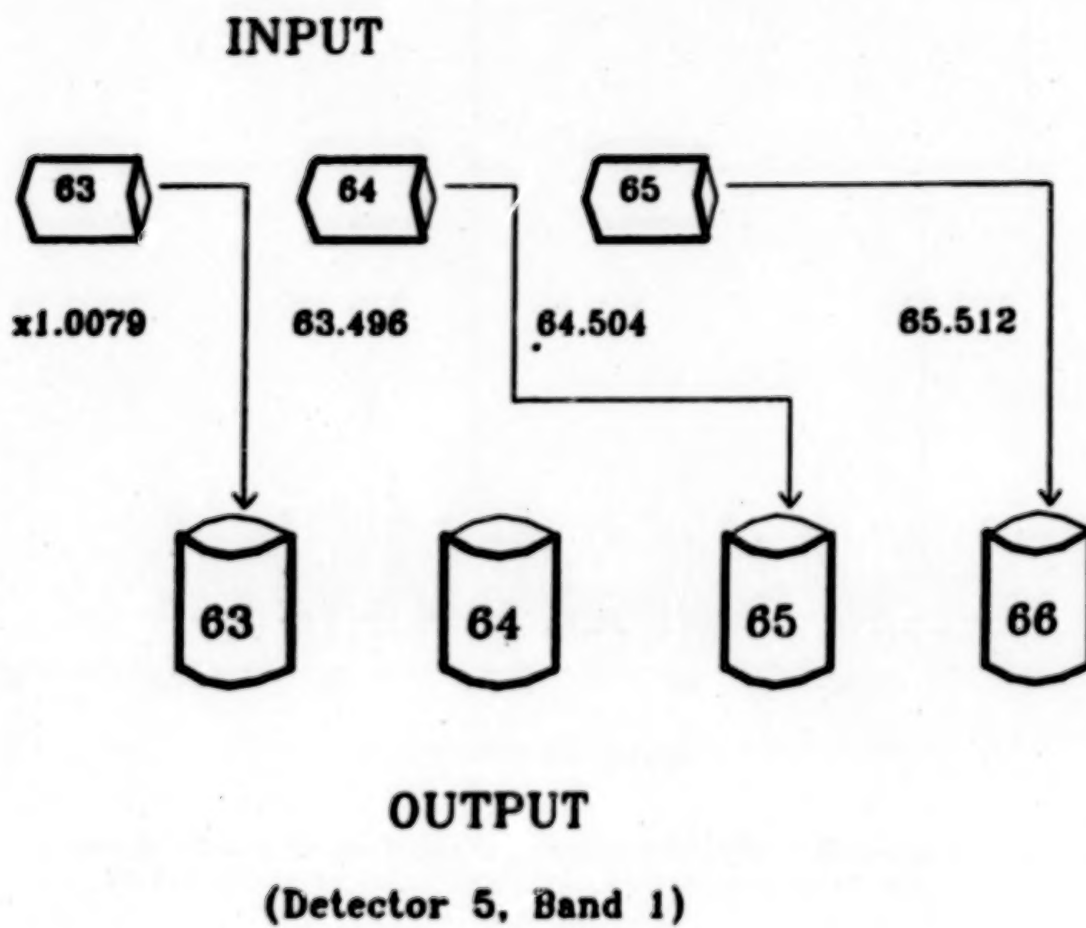 INPUT
63 64 65
x1.0079 63.496 64.504 65.512
63 64 65 66
OUTPUT
(Detector 5, Band 1)